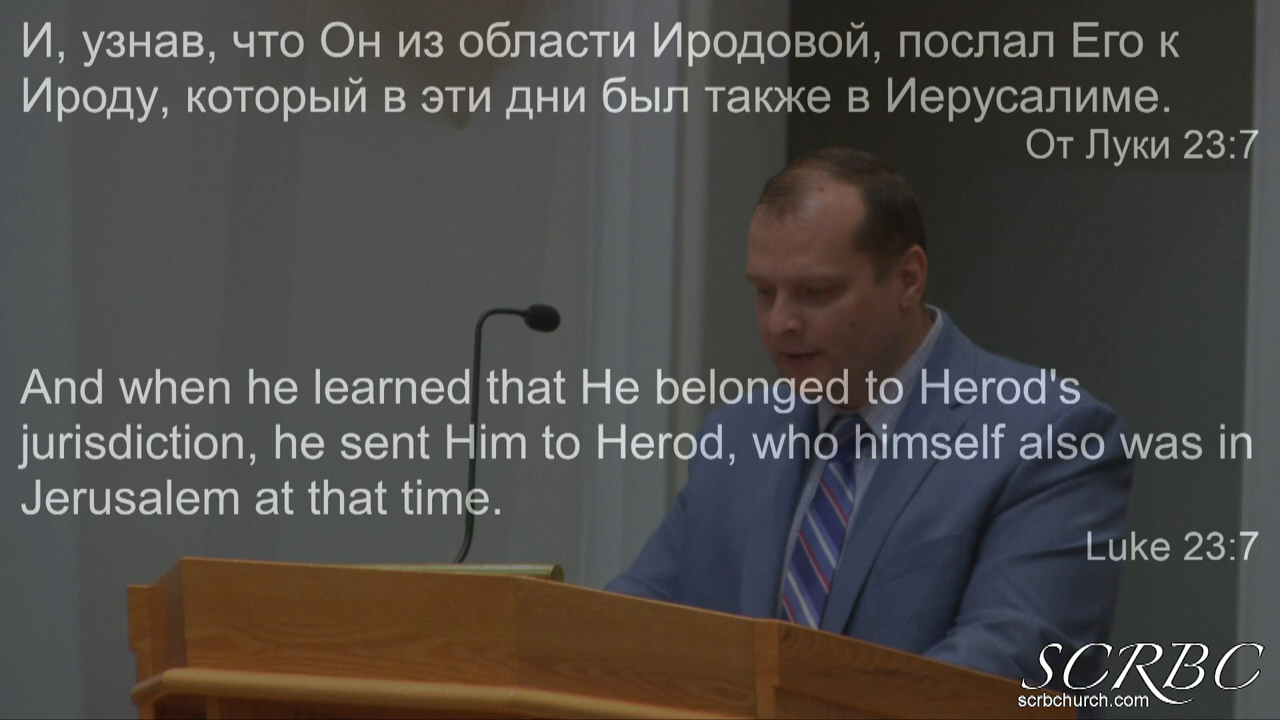 И, узнав, что Он из области Иродовой, послал Его к
Ироду, который в эти дни был также в Иерусалиме.
От Луки 23:7
And when he learned that He belonged to Herod's
jurisdiction, he sent Him to Herod, who himself also was in
Jerusalem at that time.
Luke 23:7
SCRBC
scrbchurch.com